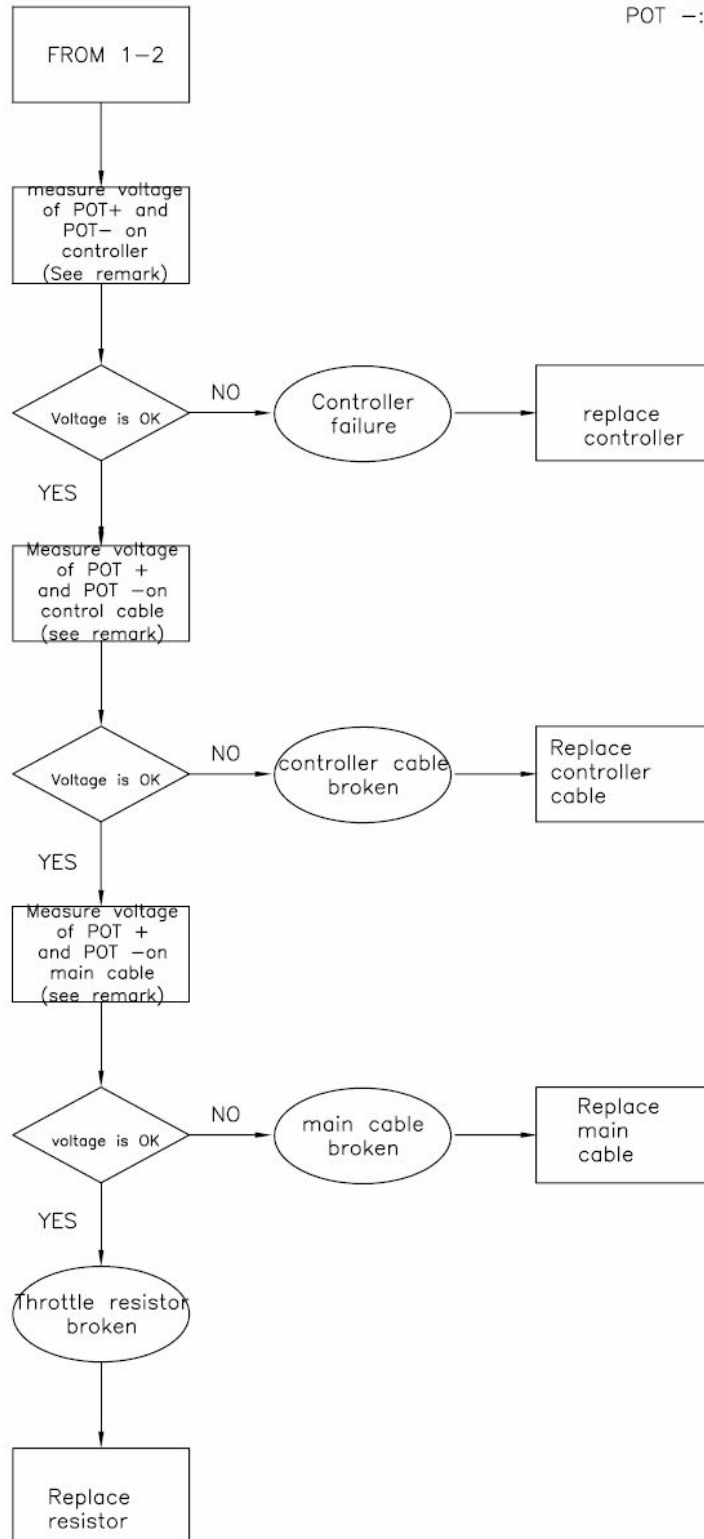 POT -:
FROM 1-2
measure voltage
of POT+ and
POT- on
controller
(See remark)
Voltage is OK
NO
Controller
failure
replace
controller
YES
Measure voltage
of POT +
and POT -on
control cable
(see remark)
Voltage is OK
NO
controller cable
broken
Replace
controller
cable
YES
Measure voltage
of POT +
and POT -on
main cable
(see remark)
voltage is OK
NO
main cable
broken
Replace
main
cable
YES
Throttle resistor
broken
Replace
resistor